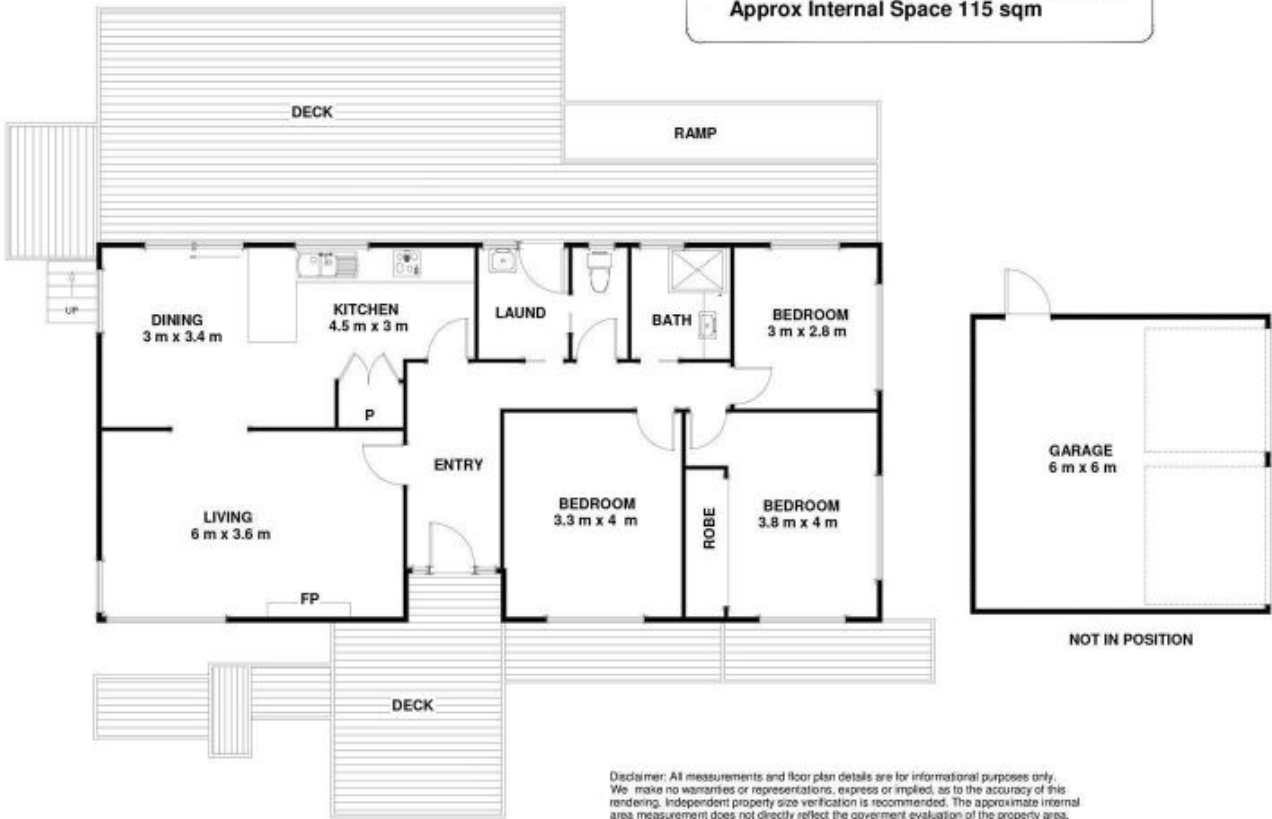 Approx Internal Space 115 sqm
DECK
RAMP
UP
DINING
3 m x 3.4 m
KITCHEN
4.5 m x 3 m
LAUND
BATH
BEDROOM
3 m x 2.8 m
P
ENTRY
LIVING
6 m x 3.6 m
FP
BEDROOM
3.3 m x 4 m
ROBE
BEDROOM
3.8 m x 4 m
GARAGE
6 m x 6 m
NOT IN POSITION
DECK
Disclaimer: All measurements and floor plan details are for informational purposes only.
We make no warranties or representations, express or implied, as to the accuracy of this
rendering. Independent property size verification is recommended. The approximate internal
area measurement does not directly reflect the goverment evaluation of the property area.